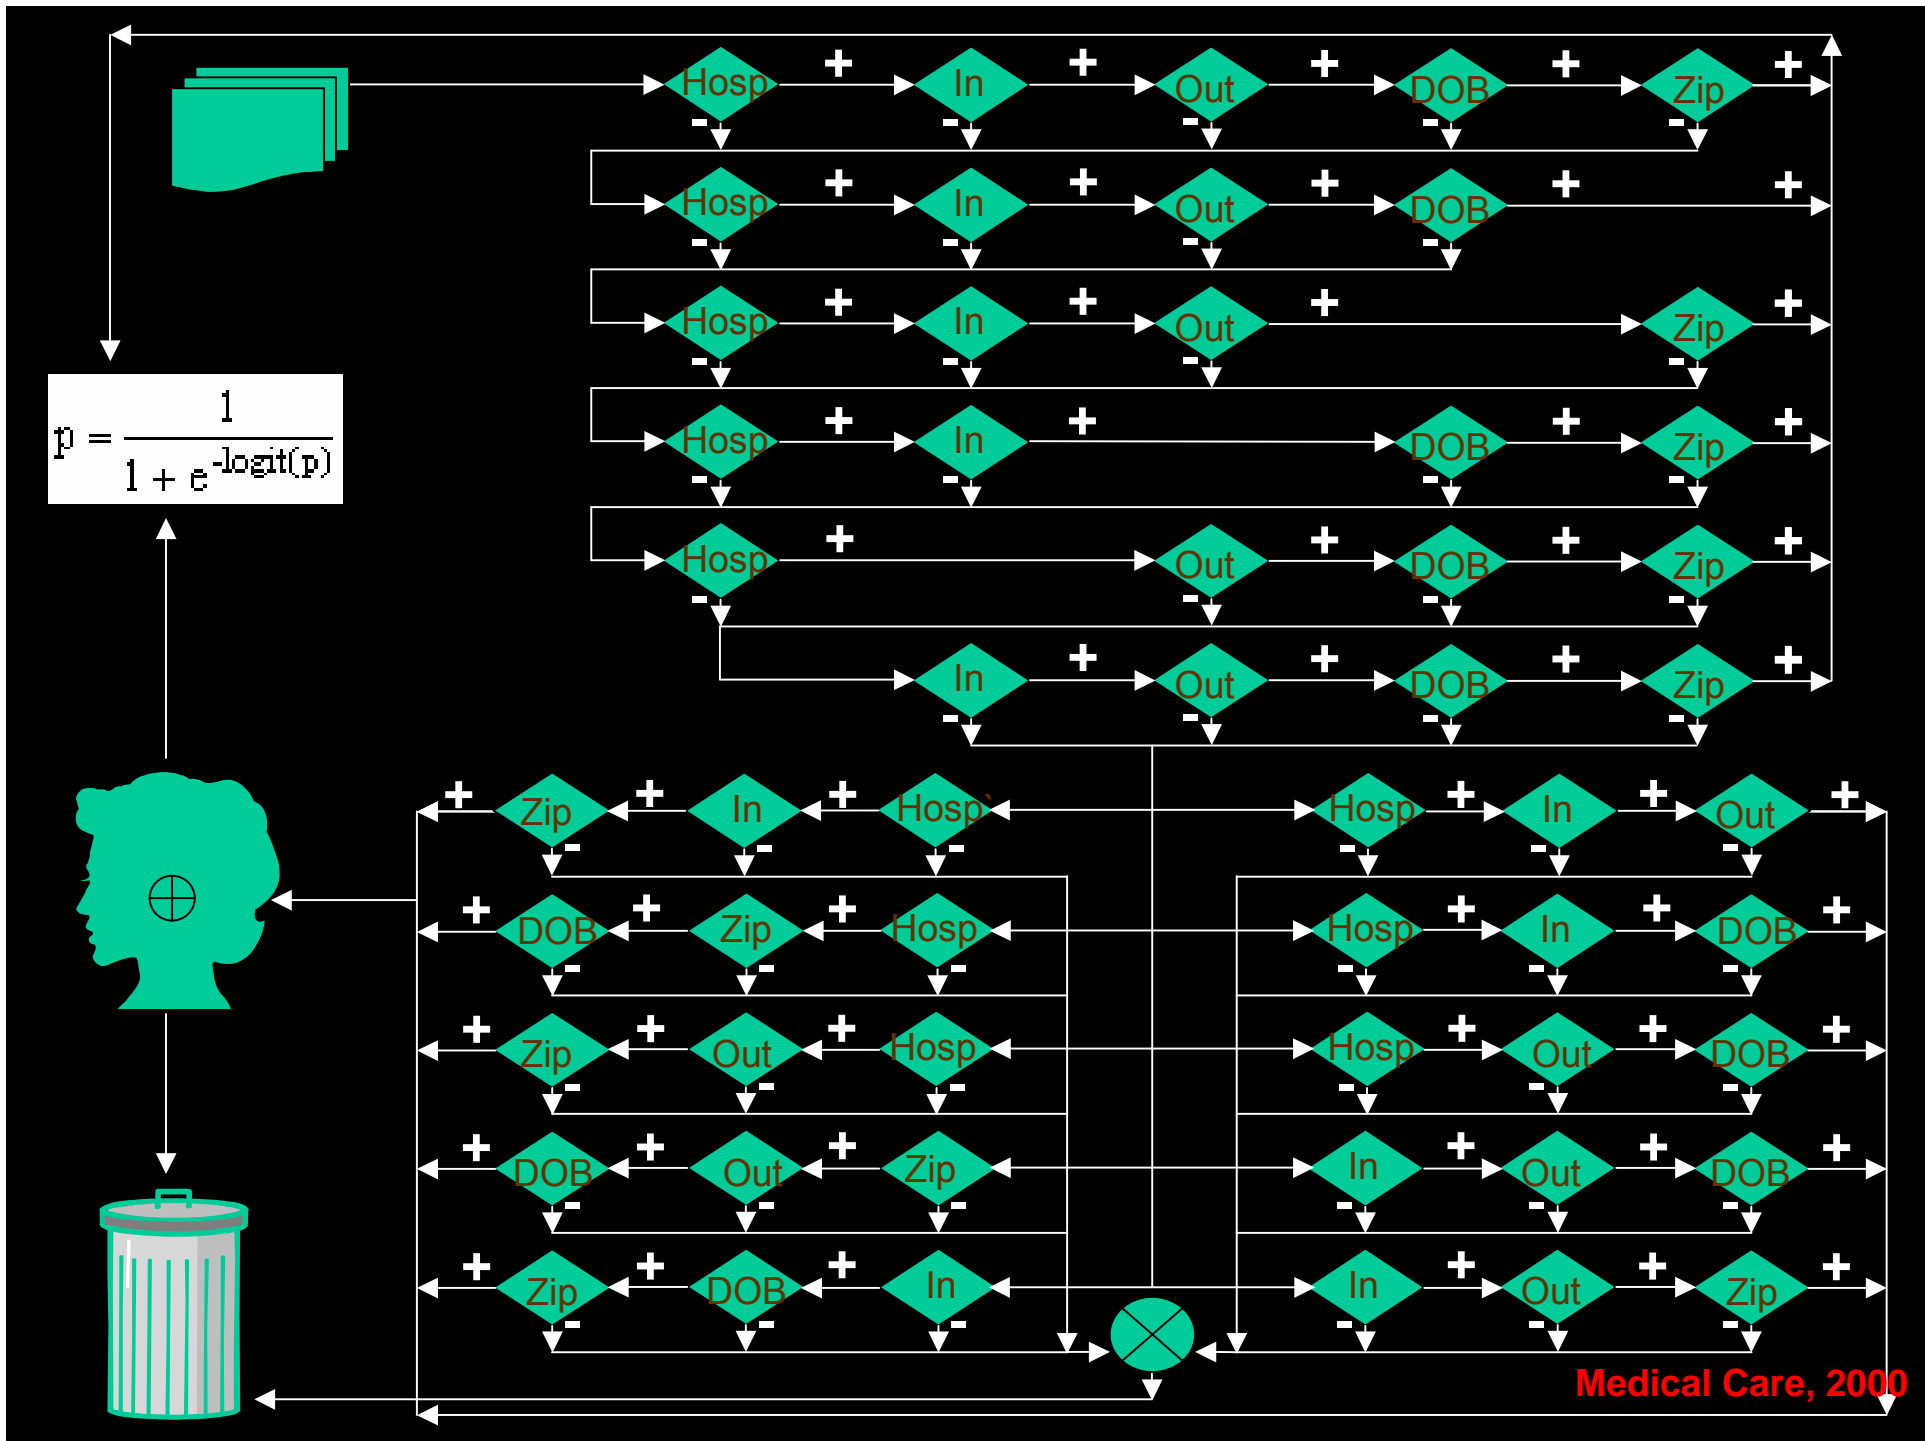 Hosp + In + Out + DOB + Zip +
- - - - -
Hosp + In + Out + DOB + +
- - - -
Hosp + In + Out + Zip +
- - - -
Hosp + In + DOB + Zip +
- - - -
Hosp + Out + DOB + Zip +
- - - -
In + Out + DOB + Zip +
- - - -
p = 1 / 1 + e -logit(p)
+ Zip + In + Hosp` Hosp + In + Out +
- - - - - -
+ DOB + Zip + Hosp Hosp + In + DOB +
- - - - - -
+ Zip + Out + Hosp Hosp + Out + DOB +
- - - - - -
+ DOB + Out + Zip In + Out + DOB +
- - - - - -
+ Zip + DOB + In In + Out + Zip +
- - - - - -
Medical Care, 2000